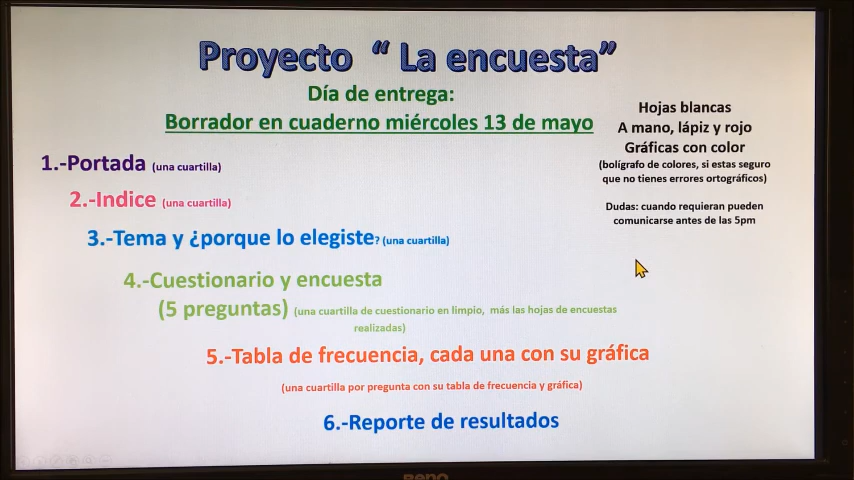 Proyecto “ La encuesta”
Día de entrega:
Borrador en cuaderno miércoles 13 de mayo
Hojas blancas
A mano, lápiz y rojo
Gráficas con color
(bolígrafo de colores, si estas seguro
que no tienes errores ortográficos)
Dudas: cuando requieran pueden
comunicarse antes de las 5pm
1.-Portada (una cuartilla)
2.-Indice (una cuartilla)
3.-Tema y ¿porque lo elegiste? (una cuartilla)
4.-Cuestionario y encuesta
(5 preguntas) (una cuartilla de cuestionario en limpio, más las hojas de encuestas
realizadas)
5.-Tabla de frecuencia, cada una con su gráfica
(una cuartilla por pregunta con su tabla de frecuencia y gráfica)
6.-Reporte de resultados
BenQ